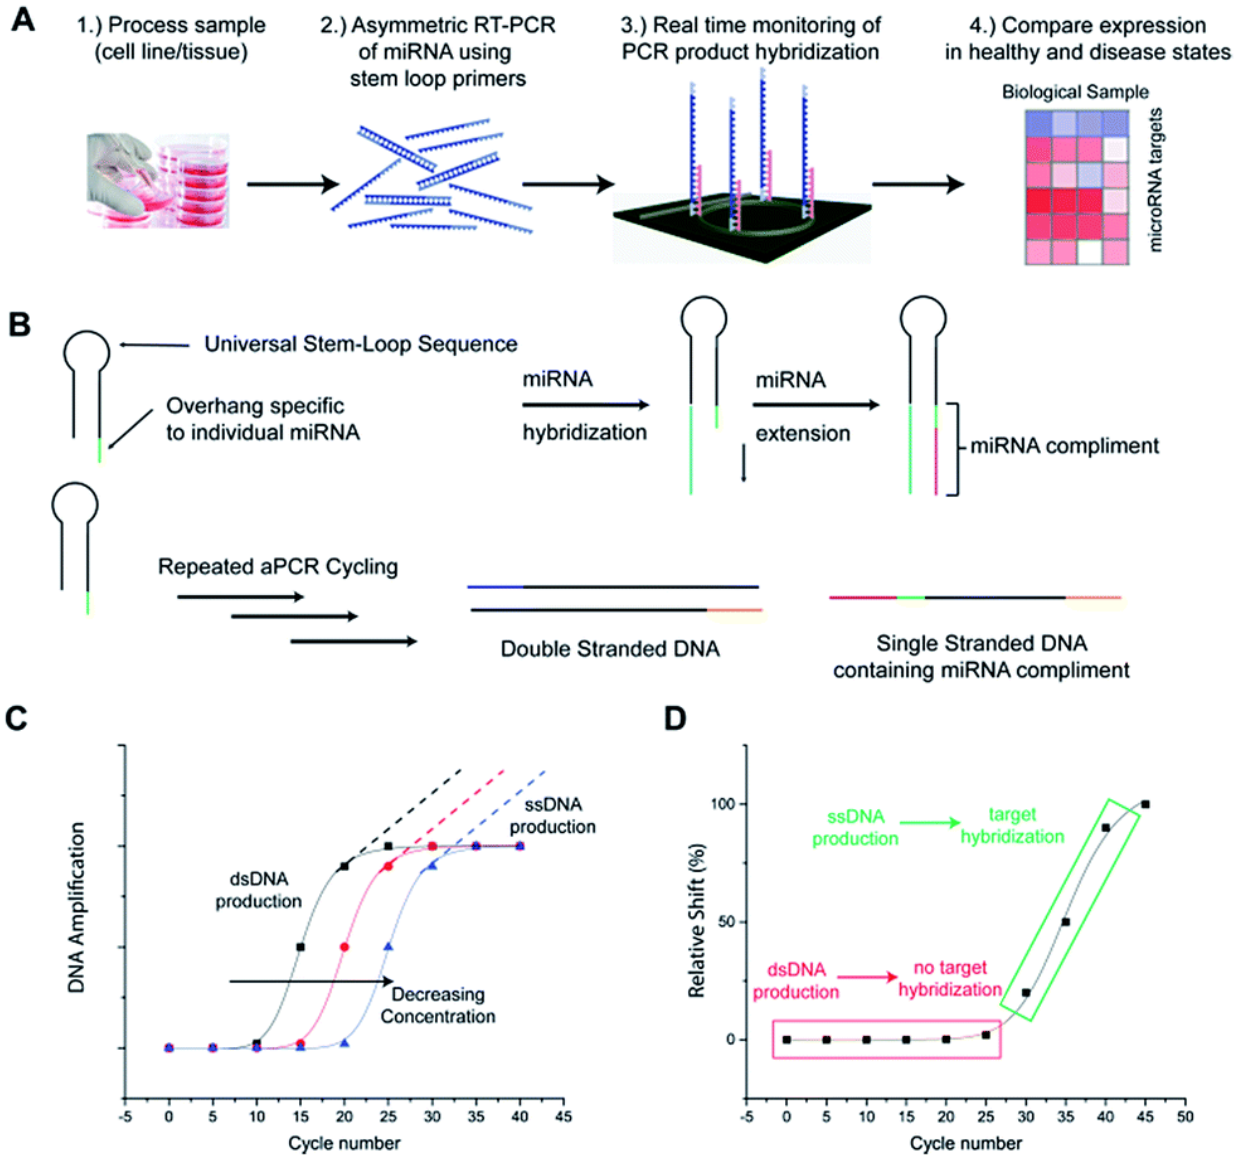 A
1.) Process sample
(cell line/tissue)
2.) Asymmetric RT-PCR
of miRNA using
stem loop primers
3.) Real time monitoring of
PCR product hybridization
4.) Compare expression
in healthy and disease states
Biological Sample
microRNA targets
B
Universal Stem-Loop Sequence
Overhang specific
to individual miRNA
miRNA
hybridization
miRNA
extension
miRNA compliment
Repeated aPCR Cycling
Double Stranded DNA
Single Stranded DNA
containing miRNA compliment
C
DNA Amplification
dsDNA
production
ssDNA
production
Decreasing
Concentration
-5 0 5 10 15 20 25 30 35 40 45
Cycle number
D
Relative Shift (%)
100
50
0
ssDNA
production
target
hybridization
dsDNA
production
no target
hybridization
-5 0 5 10 15 20 25 30 35 40 45 50
Cycle number